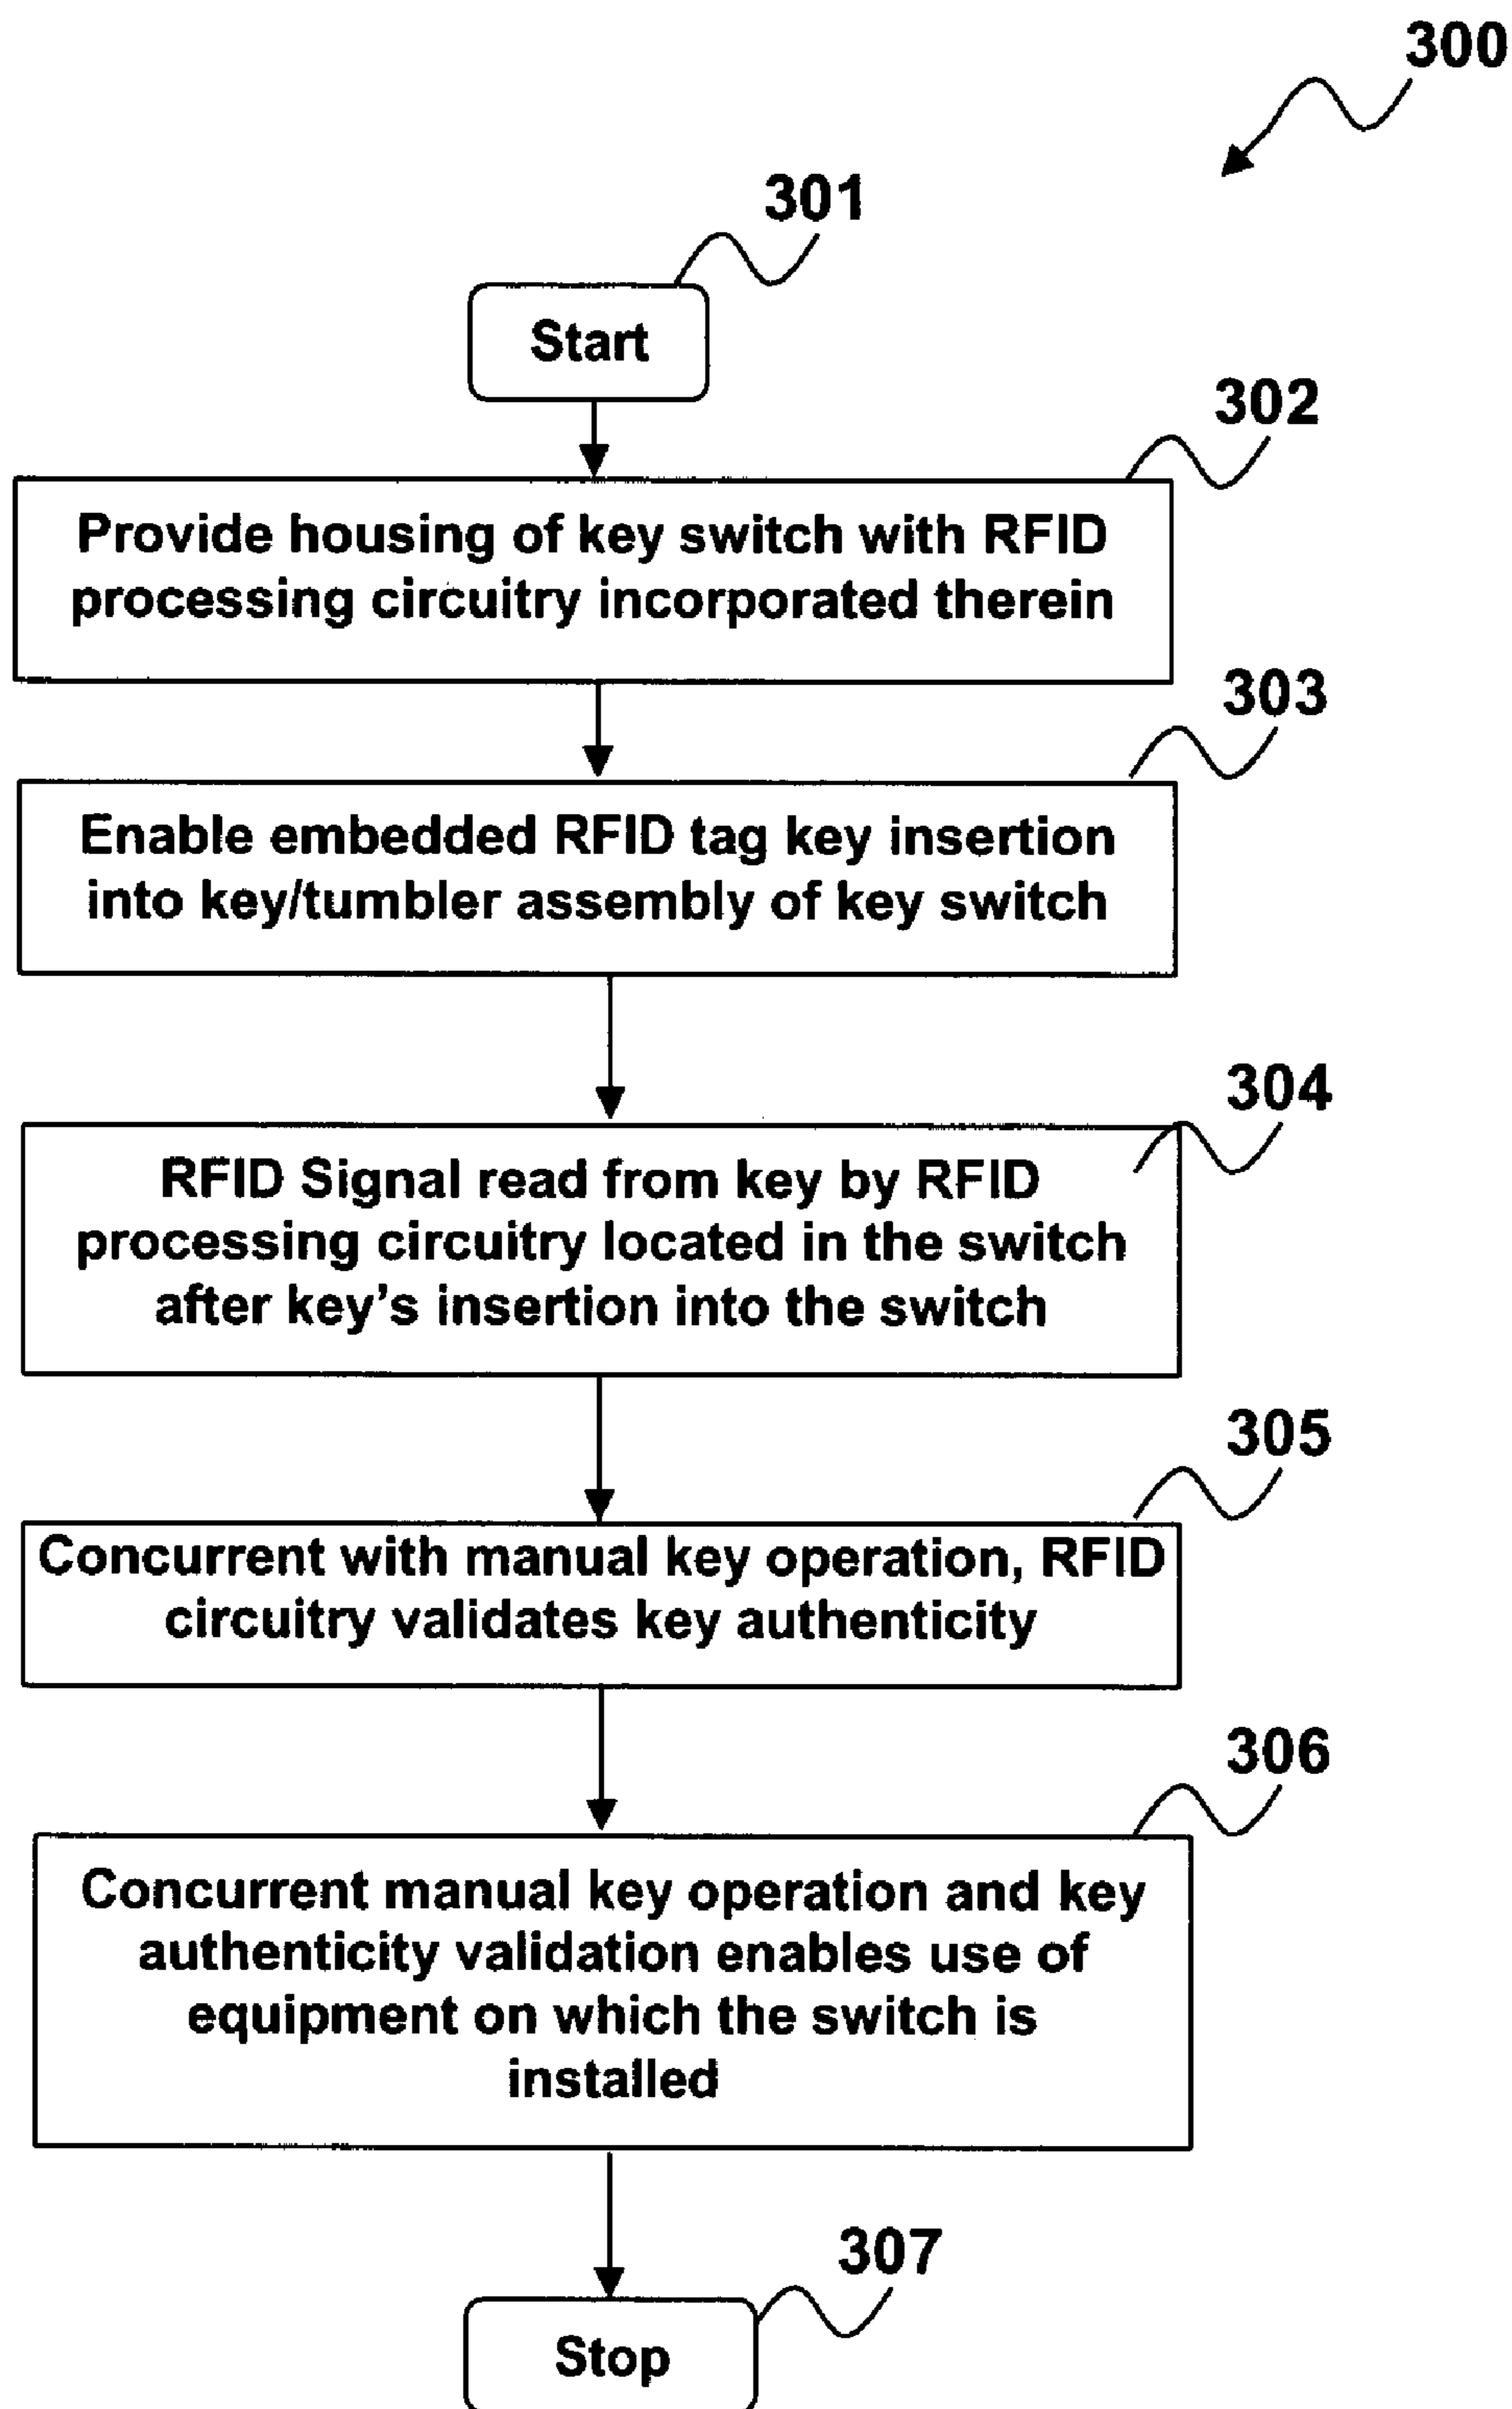 300
301
Start
302
Provide housing of key switch with RFID
processing circuitry incorporated therein
303
Enable embedded RFID tag key insertion
into key/tumbler assembly of key switch
304
RFID Signal read from key by RFID
processing circuitry located in the switch
after key's insertion into the switch
305
Concurrent with manual key operation, RFID
circuitry validates key authenticity
306
Concurrent manual key operation and key
authenticity validation enables use of
equipment on which the switch is
installed
307
Stop